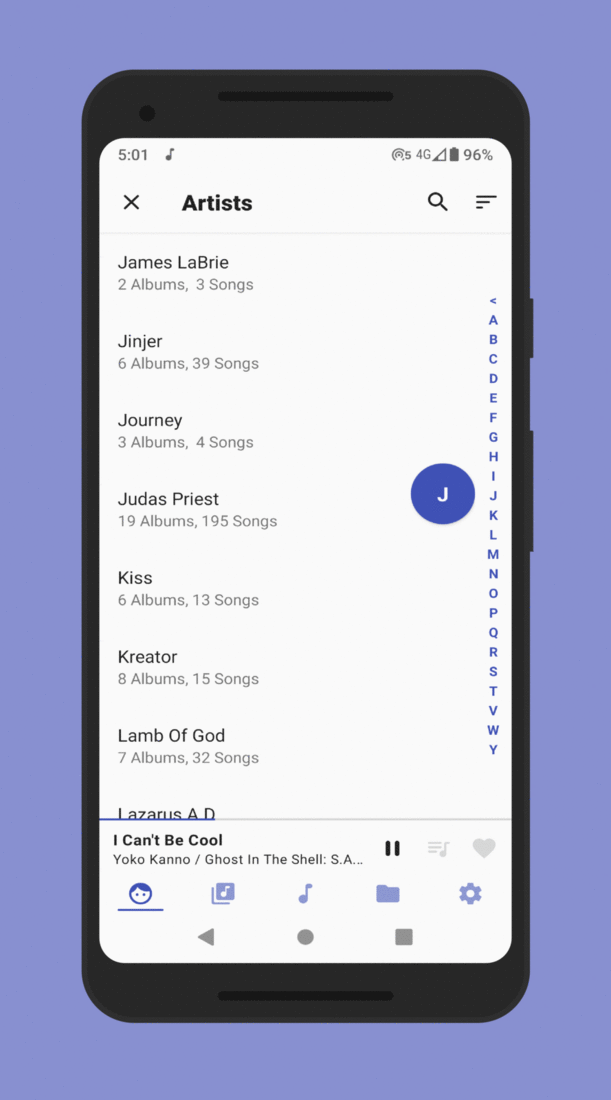 5:01
5 4G 96%
Artists
James LaBrie
2 Albums,  3 Songs
Jinjer
6 Albums, 39 Songs
Journey
3 Albums,  4 Songs
Judas Priest
19 Albums, 195 Songs
Kiss
6 Albums, 13 Songs
Kreator
8 Albums, 15 Songs
Lamb Of God
7 Albums, 32 Songs
Lazarus A.D
J
<
A
B
C
D
E
F
G
H
I
J
K
L
M
N
O
P
Q
R
S
T
V
W
Y
I Can't Be Cool
Yoko Kanno / Ghost In The Shell: S.A...